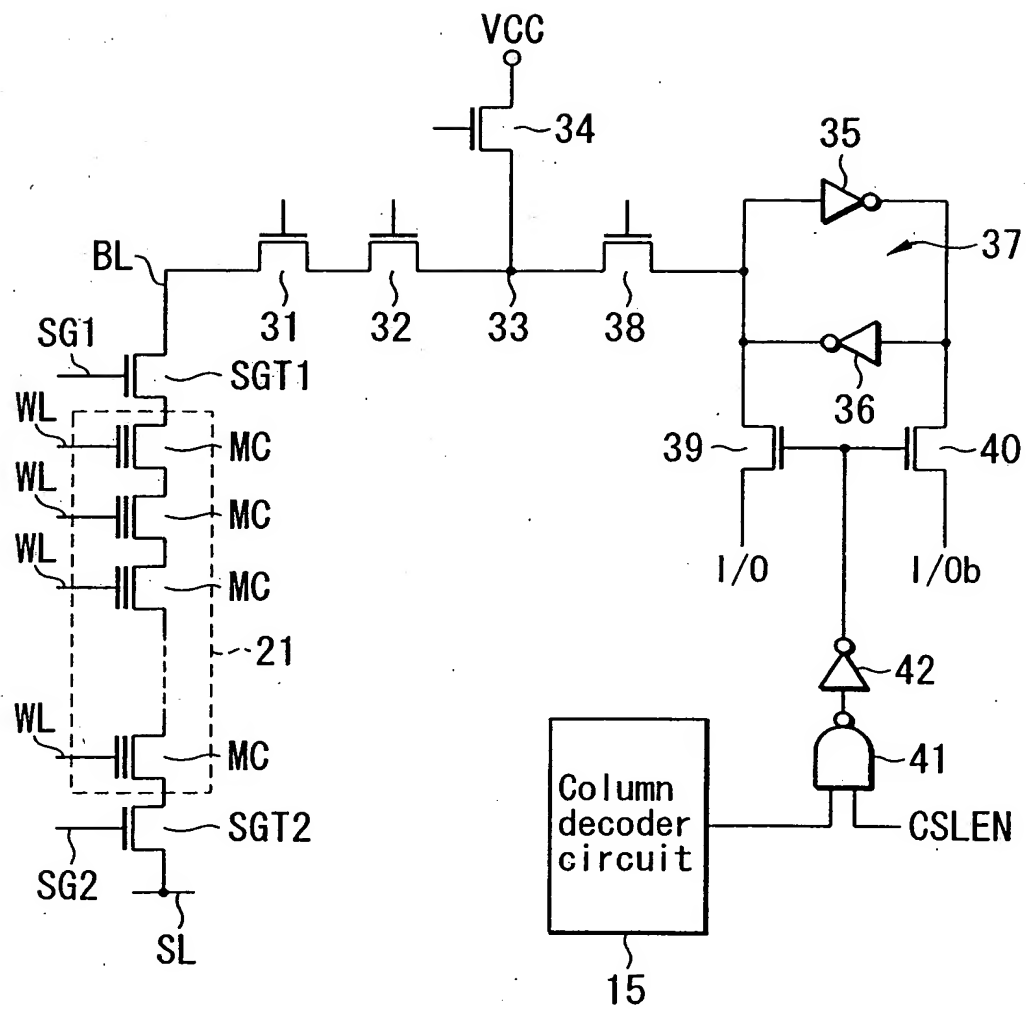 VCC
34
35
37
BL
31
32
33
38
36
SG1
SGT1
WL
MC
39
40
WL
MC
WL
MC
I/O
I/Ob
21
42
WL
MC
41
Column
decoder
circuit
CSLEN
SGT2
SG2
SL
15